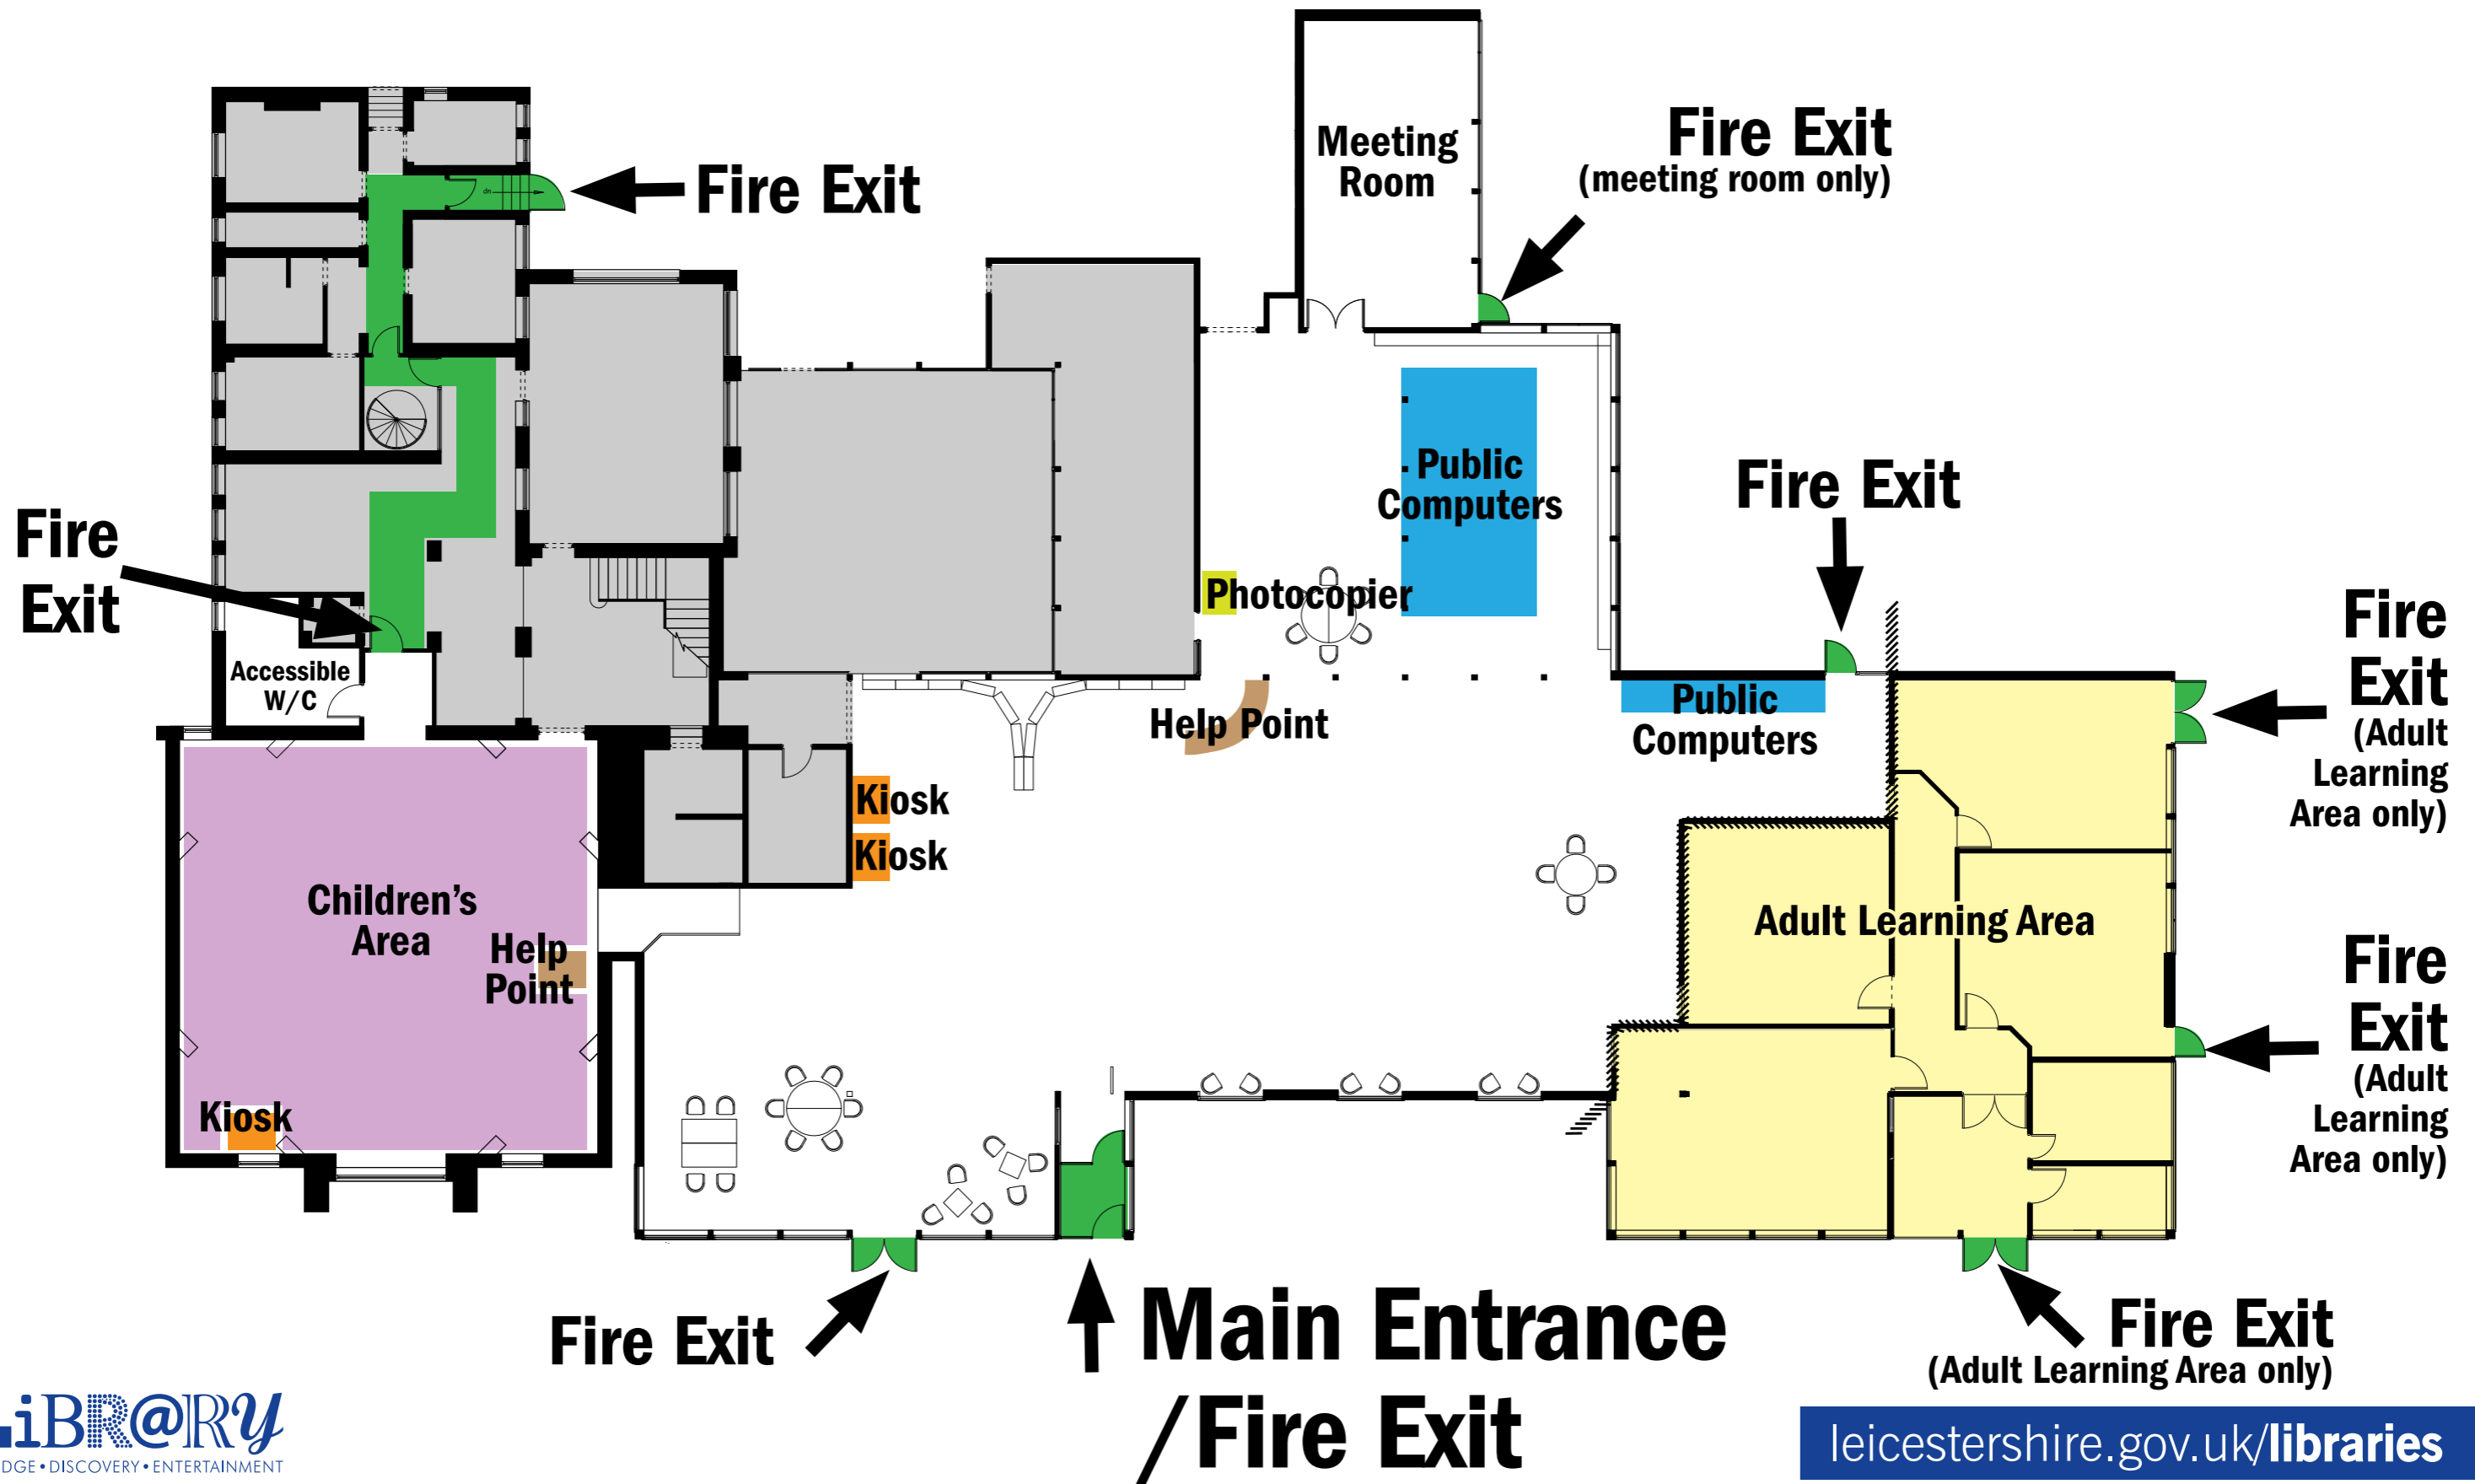 Meeting
Room
Fire Exit
(meeting room only)
dn
Fire Exit
Public
Computers
Fire Exit
Fire
Exit
Photocopier
Fire
Exit
(Adult
Learning
Area only)
Accessible
W/C
Help Point
Public
Computers
Kiosk
Kiosk
Children's
Area
Help
Point
Adult Learning Area
Fire
Exit
(Adult
Learning
Area only)
Kiosk
Main Entrance
/Fire Exit
Fire Exit
Fire Exit
(Adult Learning Area only)
LiBR@RY
DGE • DISCOVERY • ENTERTAINMENT
leicestershire.gov.uk/libraries